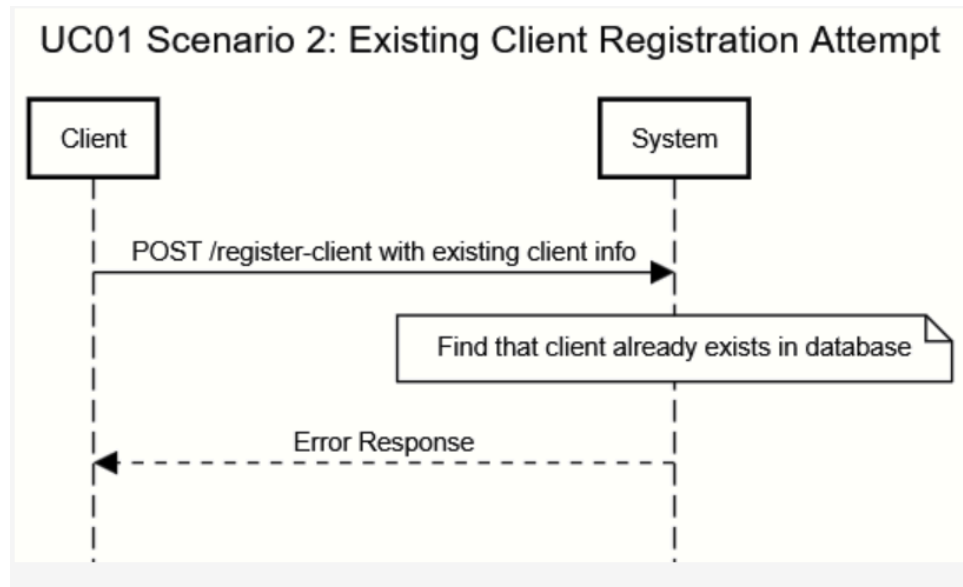 UC01 Scenario 2: Existing Client Registration Attempt
Client
System
POST /register-client with existing client info
Find that client already exists in database
Error Response